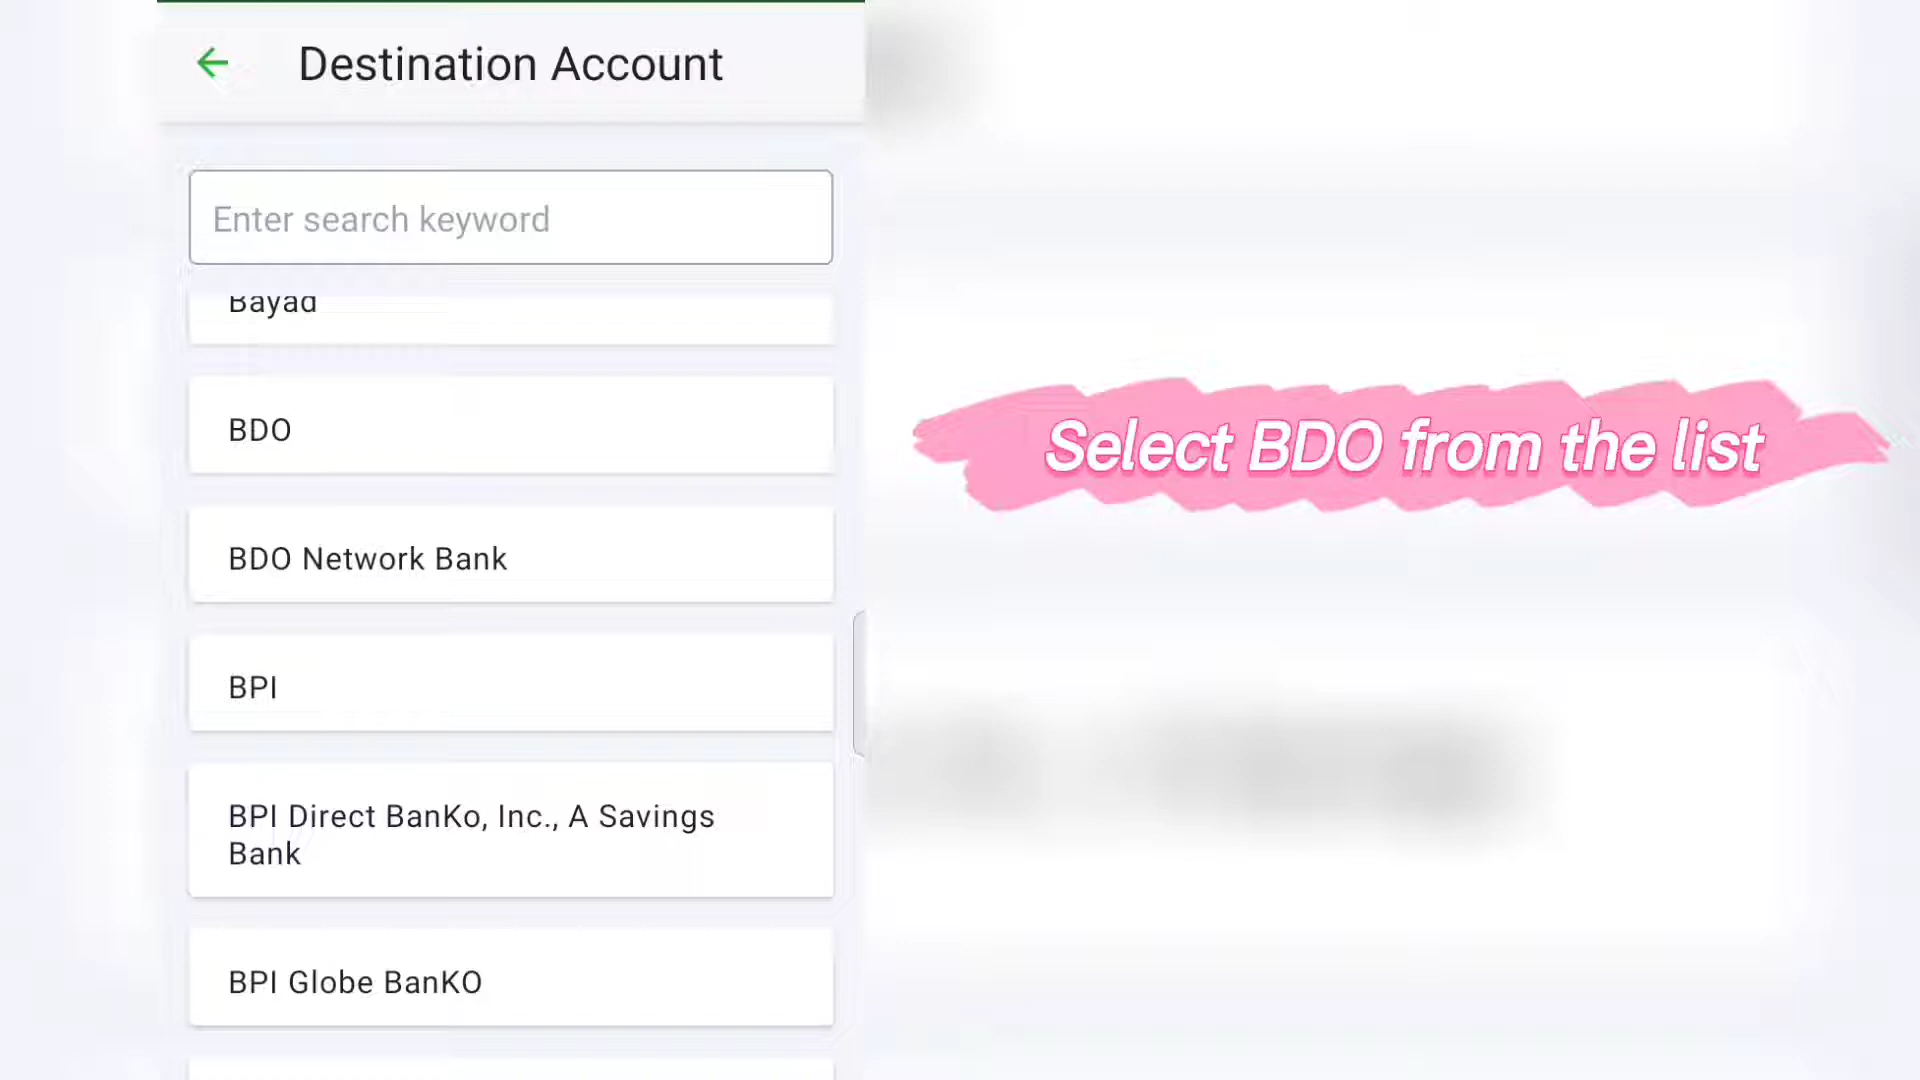 Destination Account
Enter search keyword
Bayad
BDO
BDO Network Bank
BPI
BPI Direct BanKo, Inc., A Savings
Bank
BPI Globe BanKO
Select BDO from the list